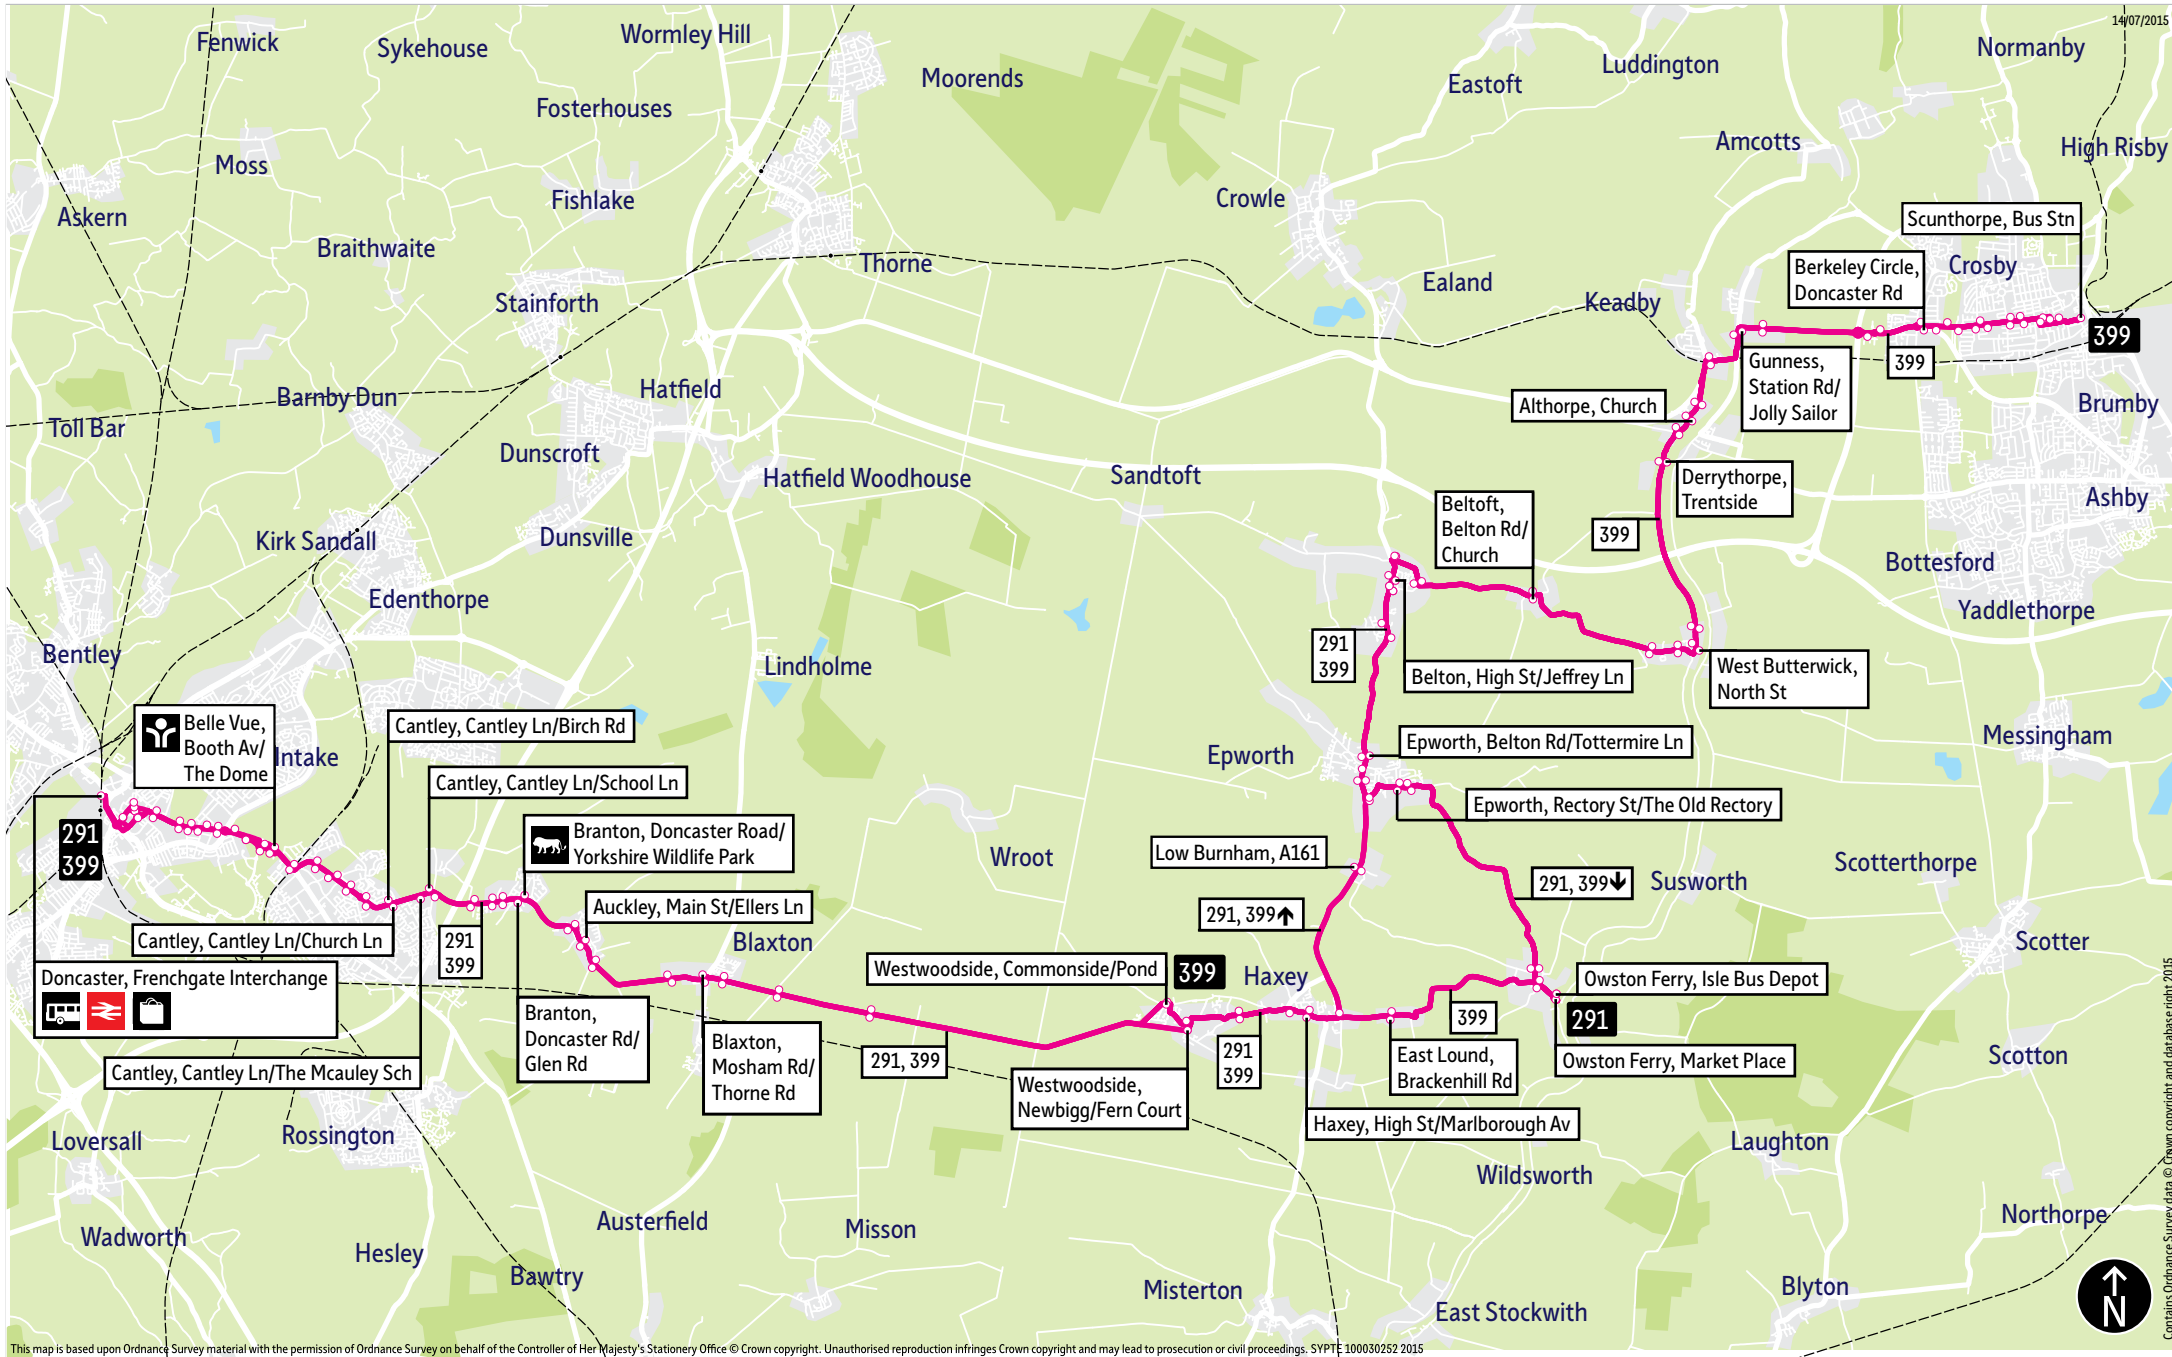 14/07/2015
Fenwick
Sykehouse
Wormley Hill
Moorends
Eastoft
Luddington
Normanby
Fosterhouses
Moss
Amcotts
High Risby
Askern
Fishlake
Crowle
Braithwaite
Scunthorpe, Bus Stn
Thorne
Ealand
Berkeley Circle,
Doncaster Rd
Crosby
Stainforth
Keadby
399
399
Gunness,
Station Rd/
Jolly Sailor
Barnby Dun
Hatfield
Althorpe, Church
Brumby
Toll Bar
Dunscroft
Hatfield Woodhouse
Sandtoft
Derrythorpe,
Trentside
Ashby
Beltoft,
Belton Rd/
Church
399
Kirk Sandall
Dunsville
Bottesford
Edenthorpe
Yaddlethorpe
Bentley
Lindholme
291
399
Belton, High St/Jeffrey Ln
West Butterwick,
North St
Belle Vue,
Booth Av/
The Dome
Intake
Cantley, Cantley Ln/Birch Rd
Epworth
Epworth, Belton Rd/Tottermire Ln
Messingham
Cantley, Cantley Ln/School Ln
Epworth, Rectory St/The Old Rectory
291
399
Branton, Doncaster Road/
Yorkshire Wildlife Park
Wroot
Low Burnham, A161
Scotterthorpe
291, 399
Susworth
Auckley, Main St/Ellers Ln
291, 399
Cantley, Cantley Ln/Church Ln
291
399
Blaxton
Scotter
Doncaster, Frenchgate Interchange
Westwoodside, Commonside/Pond
399
Haxey
Owston Ferry, Isle Bus Depot
Branton,
Doncaster Rd/
Glen Rd
399
291
Blaxton,
Mosham Rd/
Thorne Rd
291, 399
291
399
East Lound,
Brackenhill Rd
Owston Ferry, Market Place
Scotton
Cantley, Cantley Ln/The Mcauley Sch
Westwoodside,
Newbigg/Fern Court
Haxey, High St/Marlborough Av
Loversall
Rossington
Laughton
Wildsworth
Wadworth
Austerfield
Misson
Northorpe
Hesley
Bawtry
Misterton
East Stockwith
Blyton
N
Contains Ordnance Survey data © Crown copyright and database right 2015
This map is based upon Ordnance Survey material with the permission of Ordnance Survey on behalf of the Controller of Her Majesty's Stationery Office © Crown copyright. Unauthorised reproduction infringes Crown copyright and may lead to prosecution or civil proceedings. SYPTE 100030252 2015